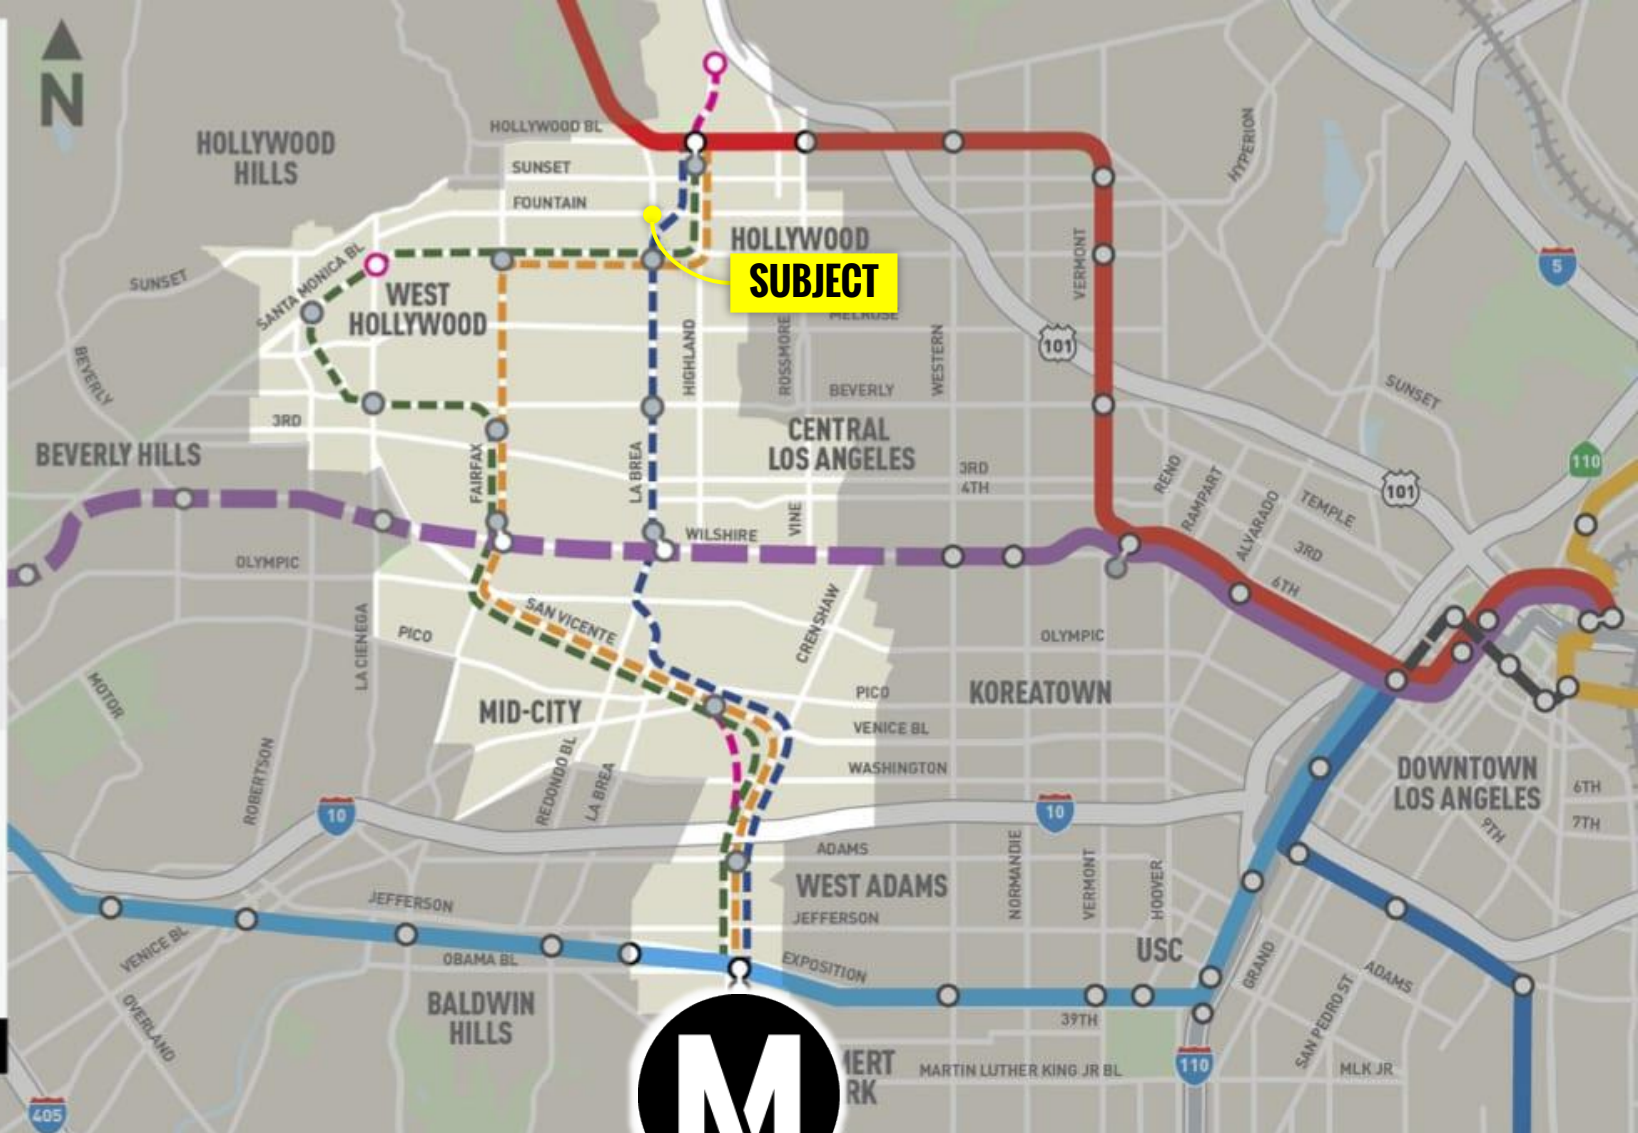 N
HOLLYWOOD
HILLS
HOLLYWOOD BL
SUNSET
FOUNTAIN
HYPERION
SUNSET
SANTA MONICA BL
HOLLYWOOD
SUBJECT
WEST
HOLLYWOOD
VERMONT
5
MELROSE
BEVERLY
HIGHLAND
ROSSMORE
WESTERN
101
BEVERLY
SUNSET
3RD
CENTRAL
LOS ANGELES
BEVERLY HILLS
FAIRFAX
LA BREA
3RD
4TH
RENO
RAMPART
ALVARADO
TEMPLE
101
110
VINE
WILSHIRE
3RD
6TH
OLYMPIC
SAN VICENTE
CRENSHAW
LA CIENEGA
PICO
OLYMPIC
MOTOR
MID-CITY
PICO
KOREATOWN
VENICE BL
WASHINGTON
ROBERTSON
REDONDO BL
LA BREA
DOWNTOWN
LOS ANGELES
6TH
7TH
9TH
10
10
ADAMS
WEST ADAMS
NORMANDIE
VERMONT
HOOVER
JEFFERSON
JEFFERSON
VENICE BL
OBAMA BL
EXPOSITION
USC
GRAND
ADAMS
SAN PEDRO ST
OVERLAND
BALDWIN
HILLS
39TH
MERT
RK
MARTIN LUTHER KING JR BL
110
MLK JR
405
M